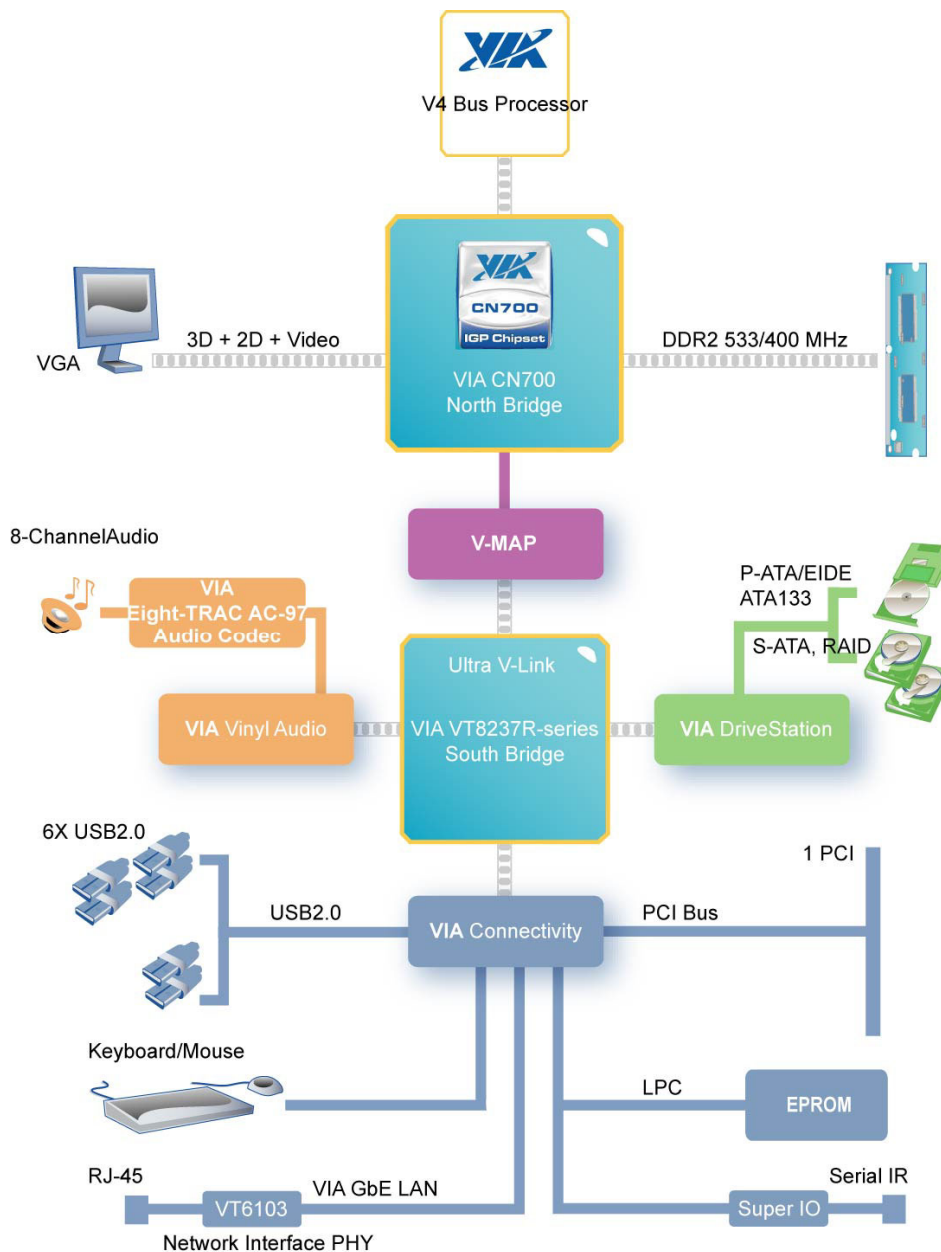 VIA
V4 Bus Processor
VIA
CN700
IGP Chipset
VIA CN700
North Bridge
VGA
3D + 2D + Video
DDR2 533/400 MHz
V-MAP
8-ChannelAudio
VIA
Eight-TRAC AC-97
Audio Codec
P-ATA/EIDE
ATA133
S-ATA, RAID
Ultra V-Link
VIA VT8237R-series
South Bridge
VIA Vinyl Audio
VIA DriveStation
6X USB2.0
USB2.0
VIA Connectivity
PCI Bus
1 PCI
Keyboard/Mouse
LPC
EPROM
RJ-45
VIA GbE LAN
VT6103
Network Interface PHY
Super IO
Serial IR